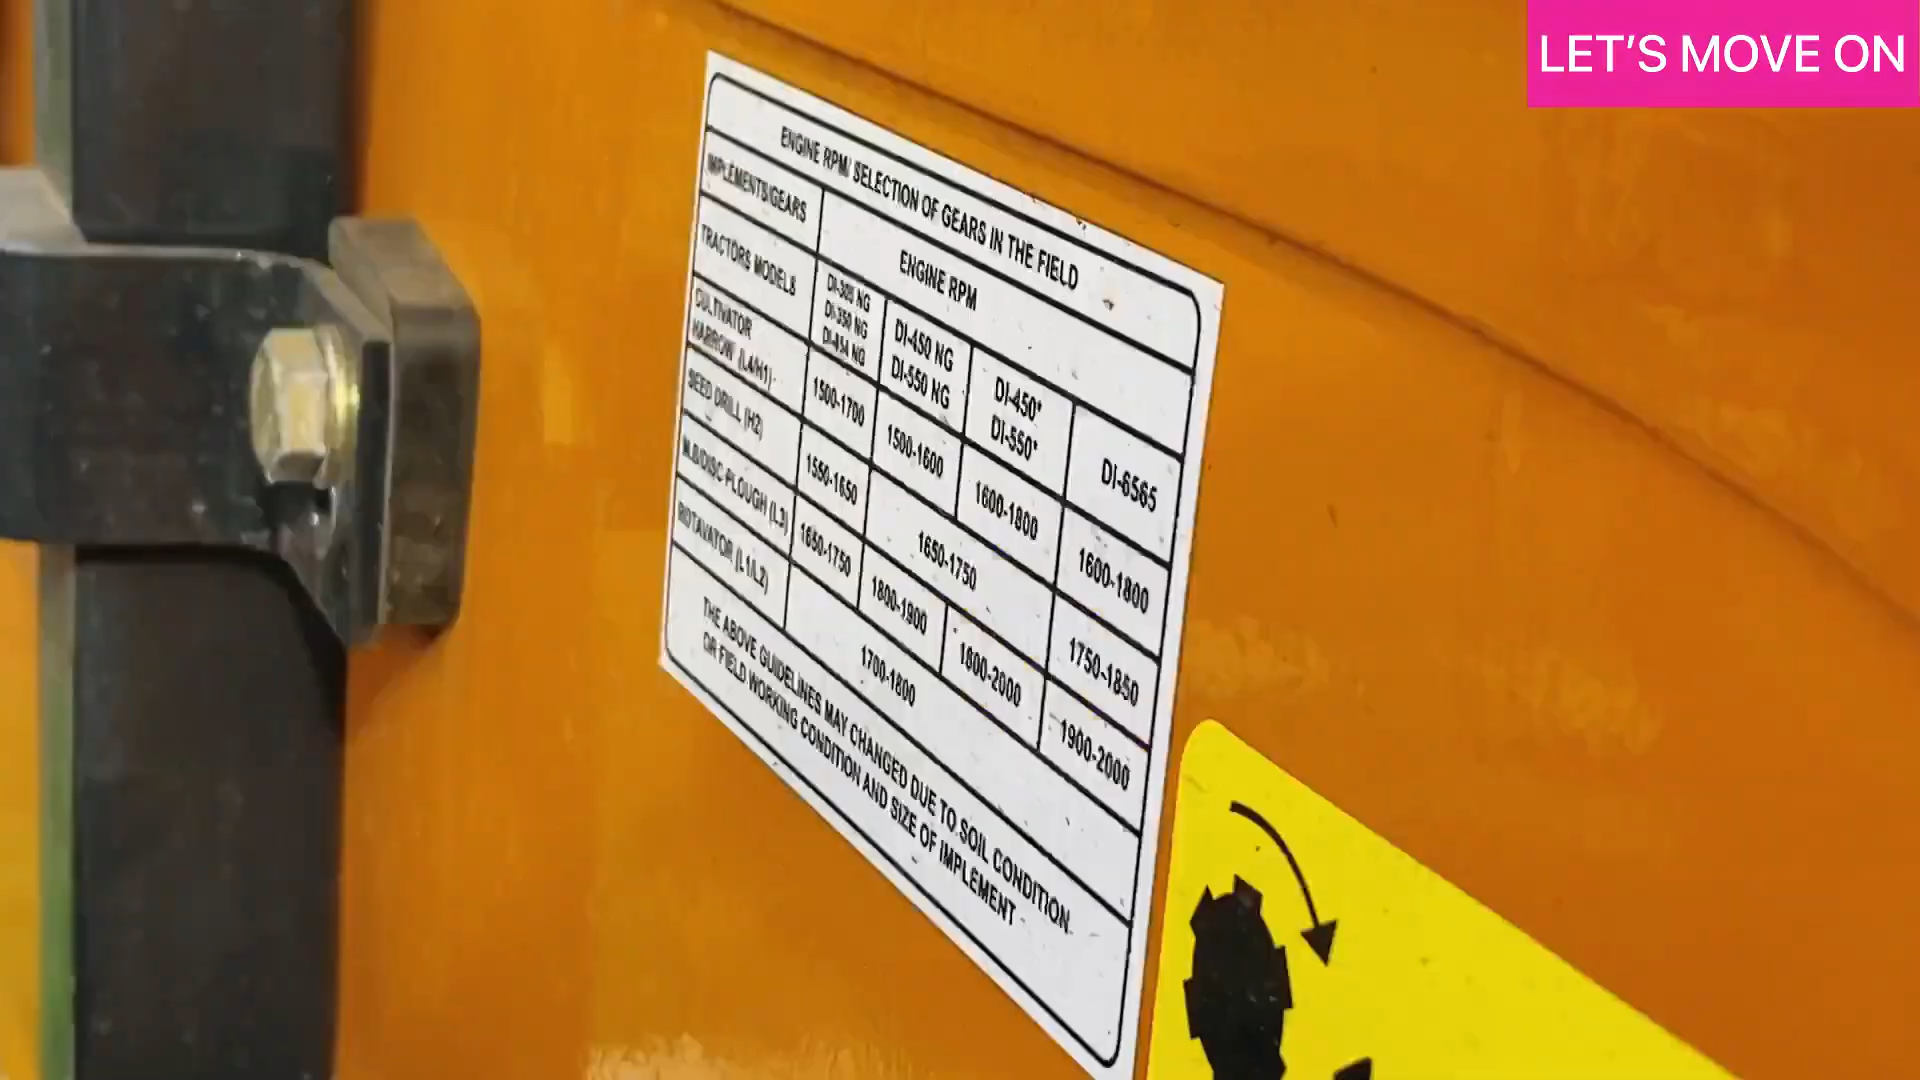 LET'S MOVE ON
ENGINE RPM/ SELECTION OF GEARS IN THE FIELD
IMPLEMENTS/GEARS
ENGINE RPM
TRACTORS MODELS
DI-350 NG
DI-450 NG
DI-550 NG
DI-450*
DI-550*
DI-6565
CULTIVATOR
HARROW (L4/H1)
1500-1700
1500-1600
1600-1800
1600-1800
SEED DRILL (H2)
1550-1650
1650-1750
1750-1850
M.B/DISC PLOUGH (L3)
1650-1750
1800-1900
1800-2000
1900-2000
ROTAVATOR (L1/L2)
1700-1800
THE ABOVE GUIDELINES MAY CHANGED DUE TO SOIL CONDITION
OR FIELD WORKING CONDITION AND SIZE OF IMPLEMENT